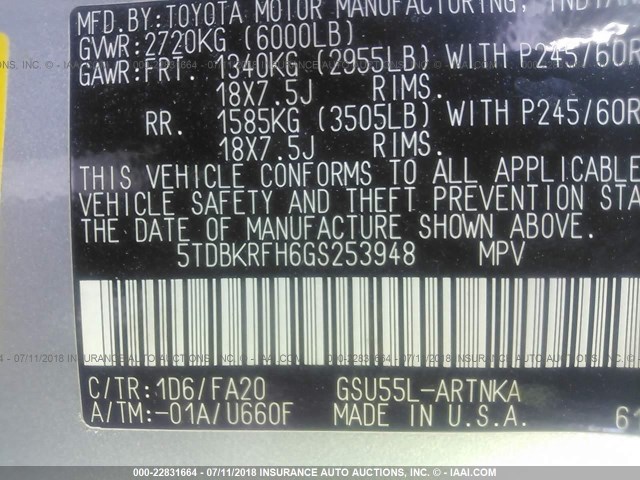 MFD.BY:TOYOTA MOTOR MANUFACTURING,
GVWR:2720KG (6000LB)
GAWR:FRT. 1340KG (2955LB) WITH P245/60R
18X7.5J RIMS.
RR. 1585KG (3505LB) WITH P245/60R
18X7.5J RIMS.
THIS VEHICLE CONFORMS TO ALL APPLICABLE
VEHICLE SAFETY AND THEFT PREVENTION STA
THE DATE OF MANUFACTURE SHOWN ABOVE.
5TDBKRFH6GS253948 MPV
C/TR:1D6/FA20 GSU55L-ARTNKA
A/TM:-01A/U660F MADE IN U.S.A.
000-22831664 - 07/11/2018 INSURANCE AUTO AUCTIONS, INC. © - IAAI.COM